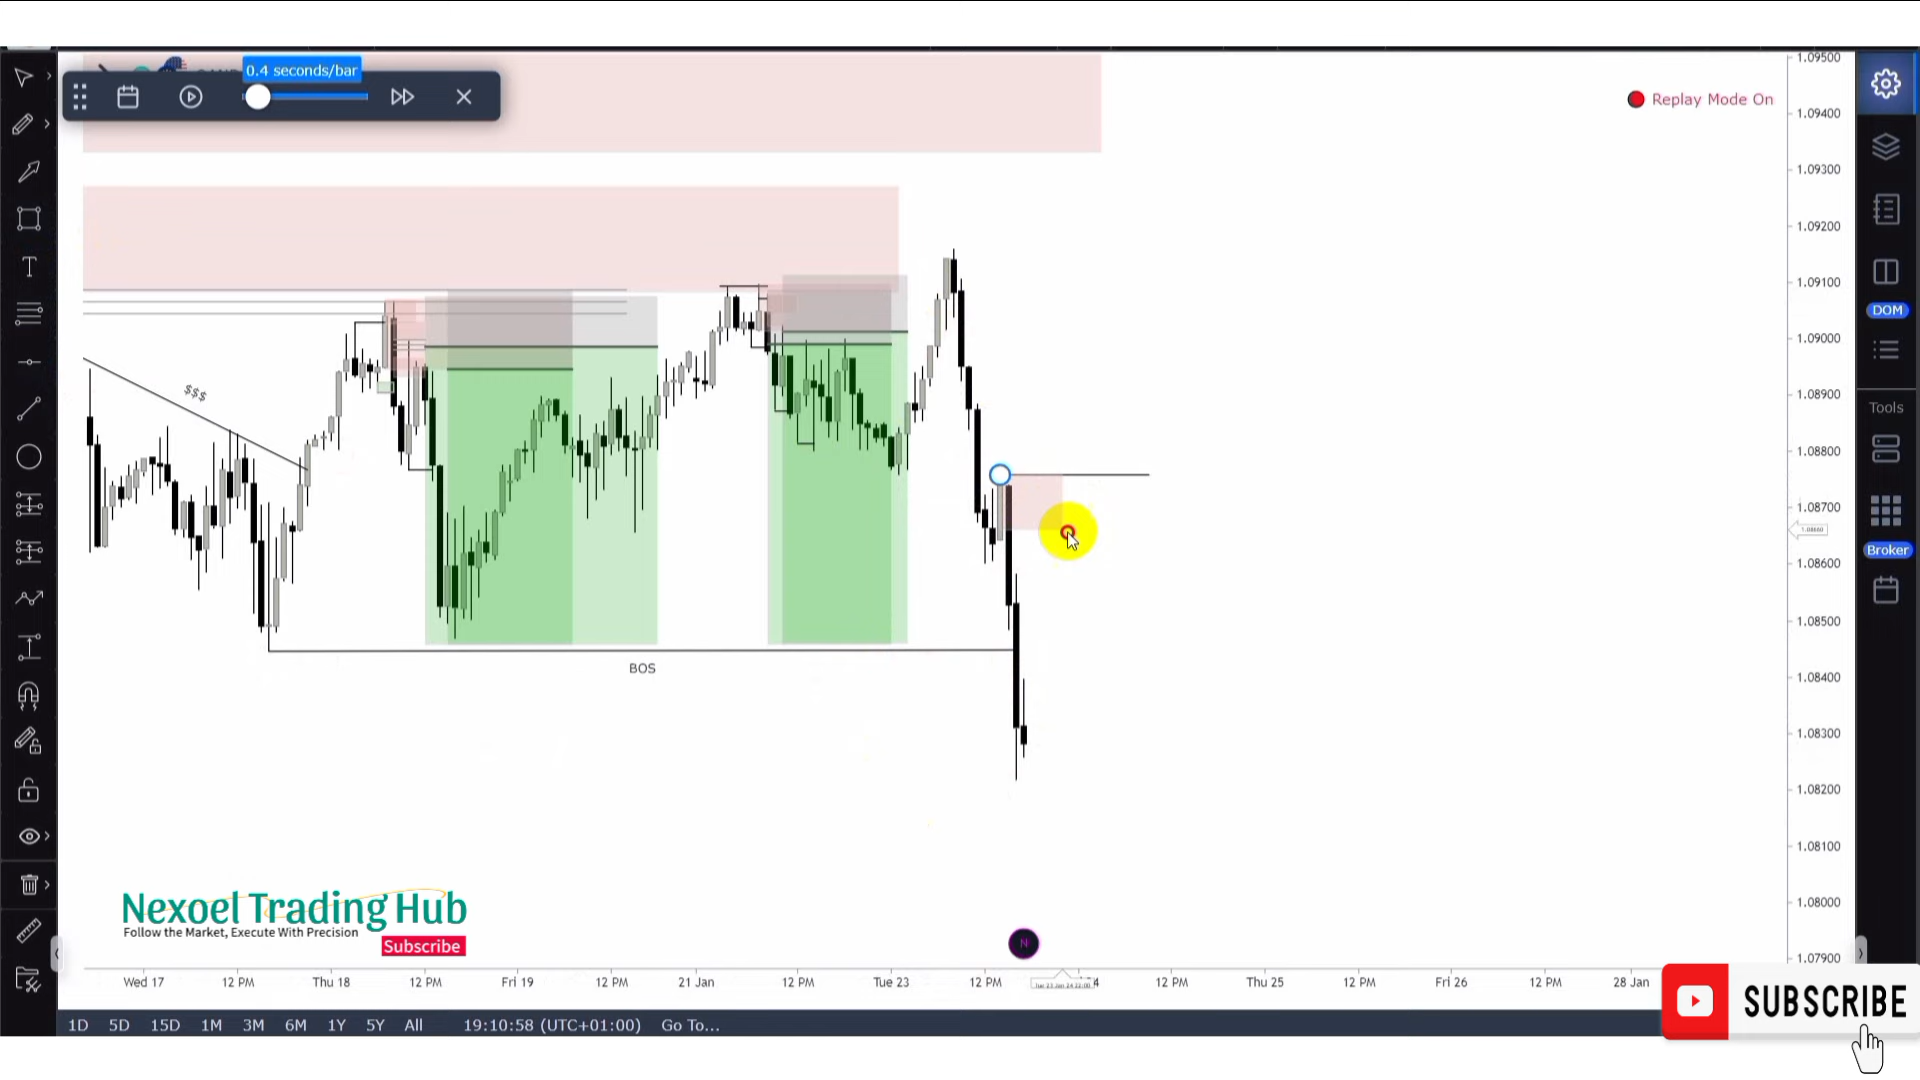 0.4 seconds/bar
Replay Mode On
1.09500
1.09400
1.09300
1.09200
1.09100
1.09000
1.08900
1.08800
1.08700
1.08600
1.08500
1.08400
1.08300
1.08200
1.08100
1.08000
1.07900
DOM
Tools
Broker
$$$
BOS
Nexoel Trading Hub
Follow the Market, Execute With Precision
Subscribe
N
Wed 17 12 PM Thu 18 12 PM Fri 19 12 PM 21 Jan 12 PM Tue 23 12 PM 4 12 PM Thu 25 12 PM Fri 26 12 PM 28 Jan
1D 5D 15D 1M 3M 6M 1Y 5Y All 19:10:58 (UTC+01:00) Go To...
SUBSCRIBE